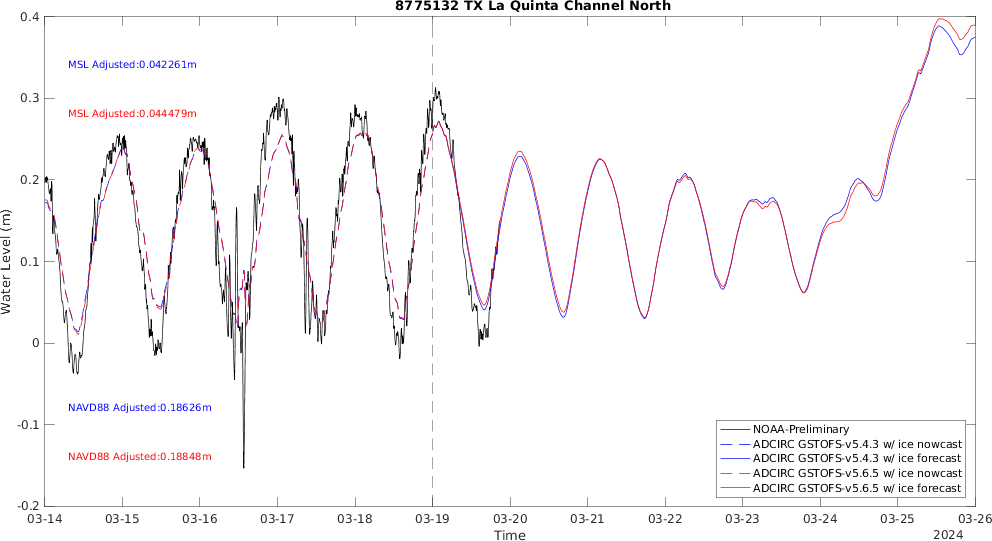 8775132 TX La Quinta Channel North
0.4
0.3
0.2
0.1
0
-0.1
-0.2
Water Level (m)
MSL Adjusted:0.042261m
MSL Adjusted:0.044479m
NAVD88 Adjusted:0.18626m
NAVD88 Adjusted:0.18848m
NOAA-Preliminary
ADCIRC GSTOFS-v5.4.3 w/ ice nowcast
ADCIRC GSTOFS-v5.4.3 w/ ice forecast
ADCIRC GSTOFS-v5.6.5 w/ ice nowcast
ADCIRC GSTOFS-v5.6.5 w/ ice forecast
03-14 03-15 03-16 03-17 03-18 03-19 03-20 03-21 03-22 03-23 03-24 03-25 03-26
Time
2024